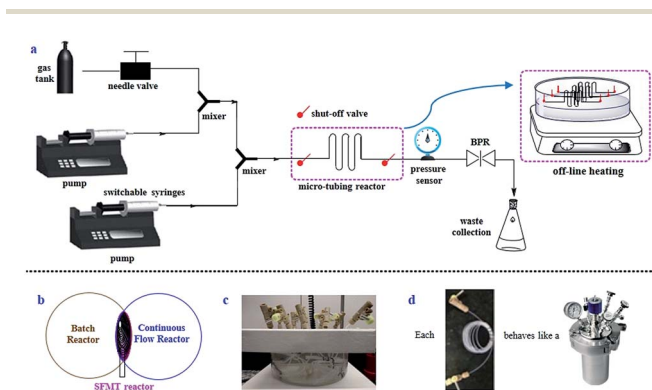 a
gas
tank
needle valve
mixer
pump
switchable syringes
pump
mixer
shut-off valve
micro-tubing reactor
pressure
sensor
BPR
waste
collection
off-line heating
b
Batch
Reactor
Continuous
Flow Reactor
SFMT reactor
c
d
Each
behaves like a